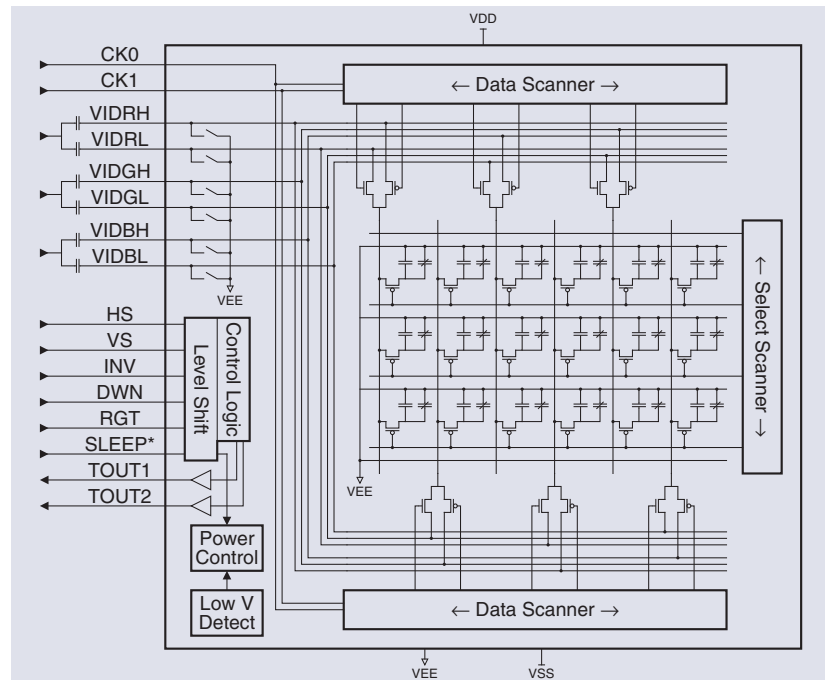 VDD
CK0
CK1
← Data Scanner →
VIDRH
VIDRL
VIDGH
VIDGL
VIDBH
VIDBL
VEE
← Select Scanner →
HS
VS
INV
DWN
RGT
SLEEP*
TOUT1
TOUT2
Level Shift
Control Logic
VEE
Power
Control
Low V
Detect
← Data Scanner →
VEE
VSS